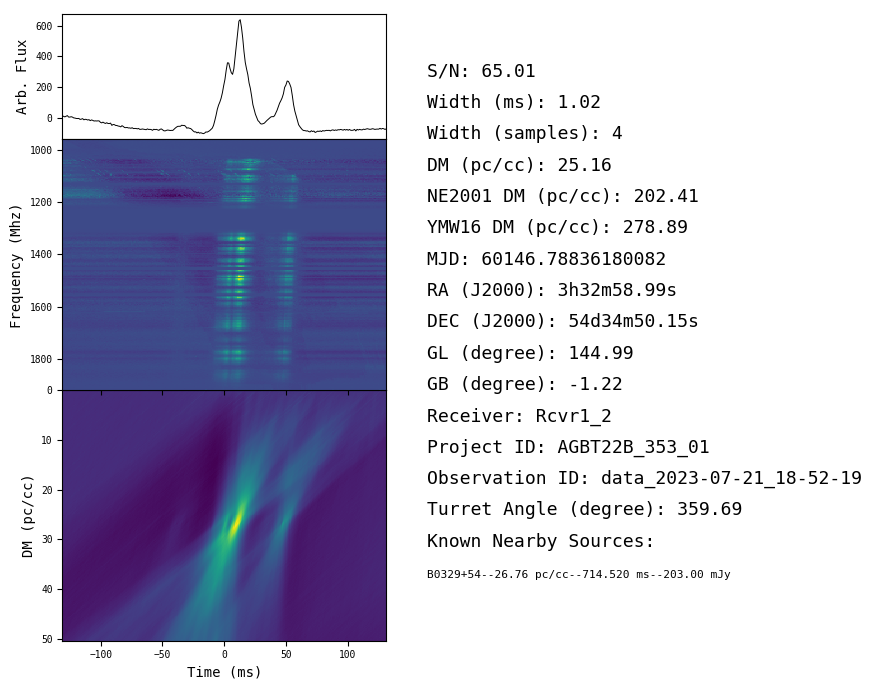 600
400
200
0
Arb. Flux
1000
1200
1400
1600
1800
Frequency (Mhz)
0
10
20
30
40
50
DM (pc/cc)
−100 −50 0 50 100
Time (ms)
S/N: 65.01
Width (ms): 1.02
Width (samples): 4
DM (pc/cc): 25.16
NE2001 DM (pc/cc): 202.41
YMW16 DM (pc/cc): 278.89
MJD: 60146.78836180082
RA (J2000): 3h32m58.99s
DEC (J2000): 54d34m50.15s
GL (degree): 144.99
GB (degree): -1.22
Receiver: Rcvr1_2
Project ID: AGBT22B_353_01
Observation ID: data_2023-07-21_18-52-19
Turret Angle (degree): 359.69
Known Nearby Sources:
B0329+54--26.76 pc/cc--714.520 ms--203.00 mJy